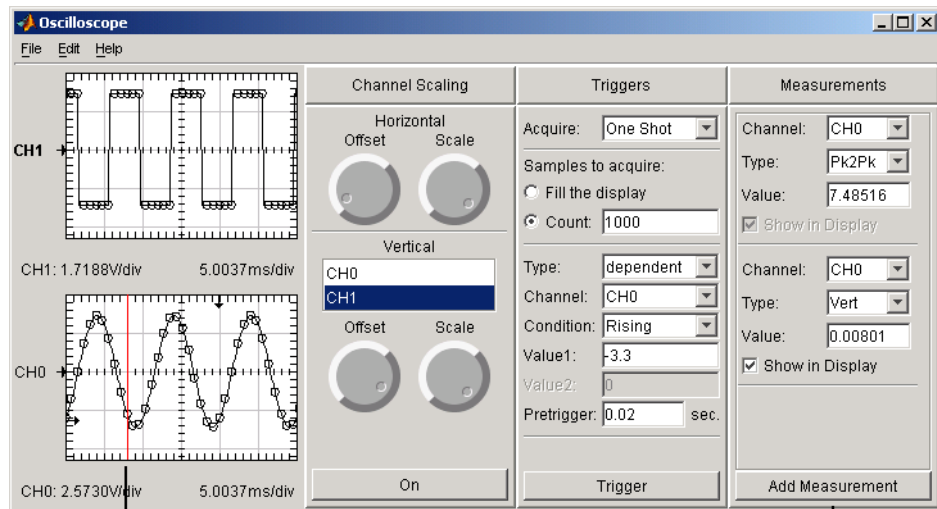 Oscilloscope
File Edit Help
CH1
CH1: 1.7188V/div 5.0037ms/div
CH0
CH0: 2.5730V/div 5.0037ms/div
Channel Scaling
Horizontal
Offset Scale
Vertical
CH0
CH1
Offset Scale
On
Triggers
Acquire: One Shot
Samples to acquire:
Fill the display
Count: 1000
Type: dependent
Channel: CH0
Condition: Rising
Value1: -3.3
Value2: 0
Pretrigger: 0.02 sec.
Trigger
Measurements
Channel: CH0
Type: Pk2Pk
Value: 7.48516
Show in Display
Channel: CH0
Type: Vert
Value: 0.00801
Show in Display
Add Measurement